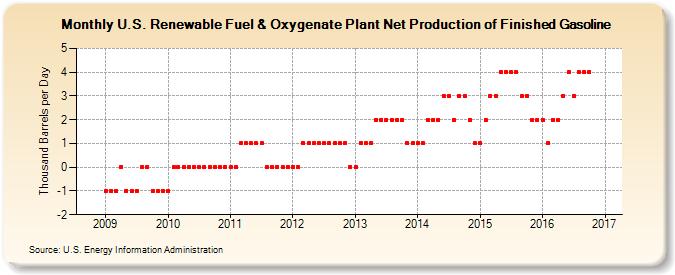 Monthly U.S. Renewable Fuel & Oxygenate Plant Net Production of Finished Gasoline
Thousand Barrels per Day
5
4
3
2
1
0
-1
-2
2009 2010 2011 2012 2013 2014 2015 2016 2017
Source: U.S. Energy Information Administration